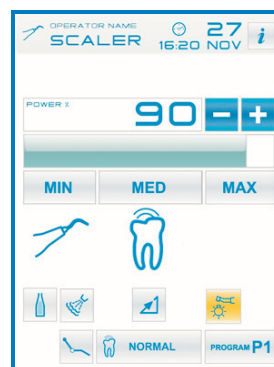 OPERATOR NAME
SCALER
16:20
27
NOV
i
POWER %
90
- +
MIN MED MAX
NORMAL
PROGRAM P1